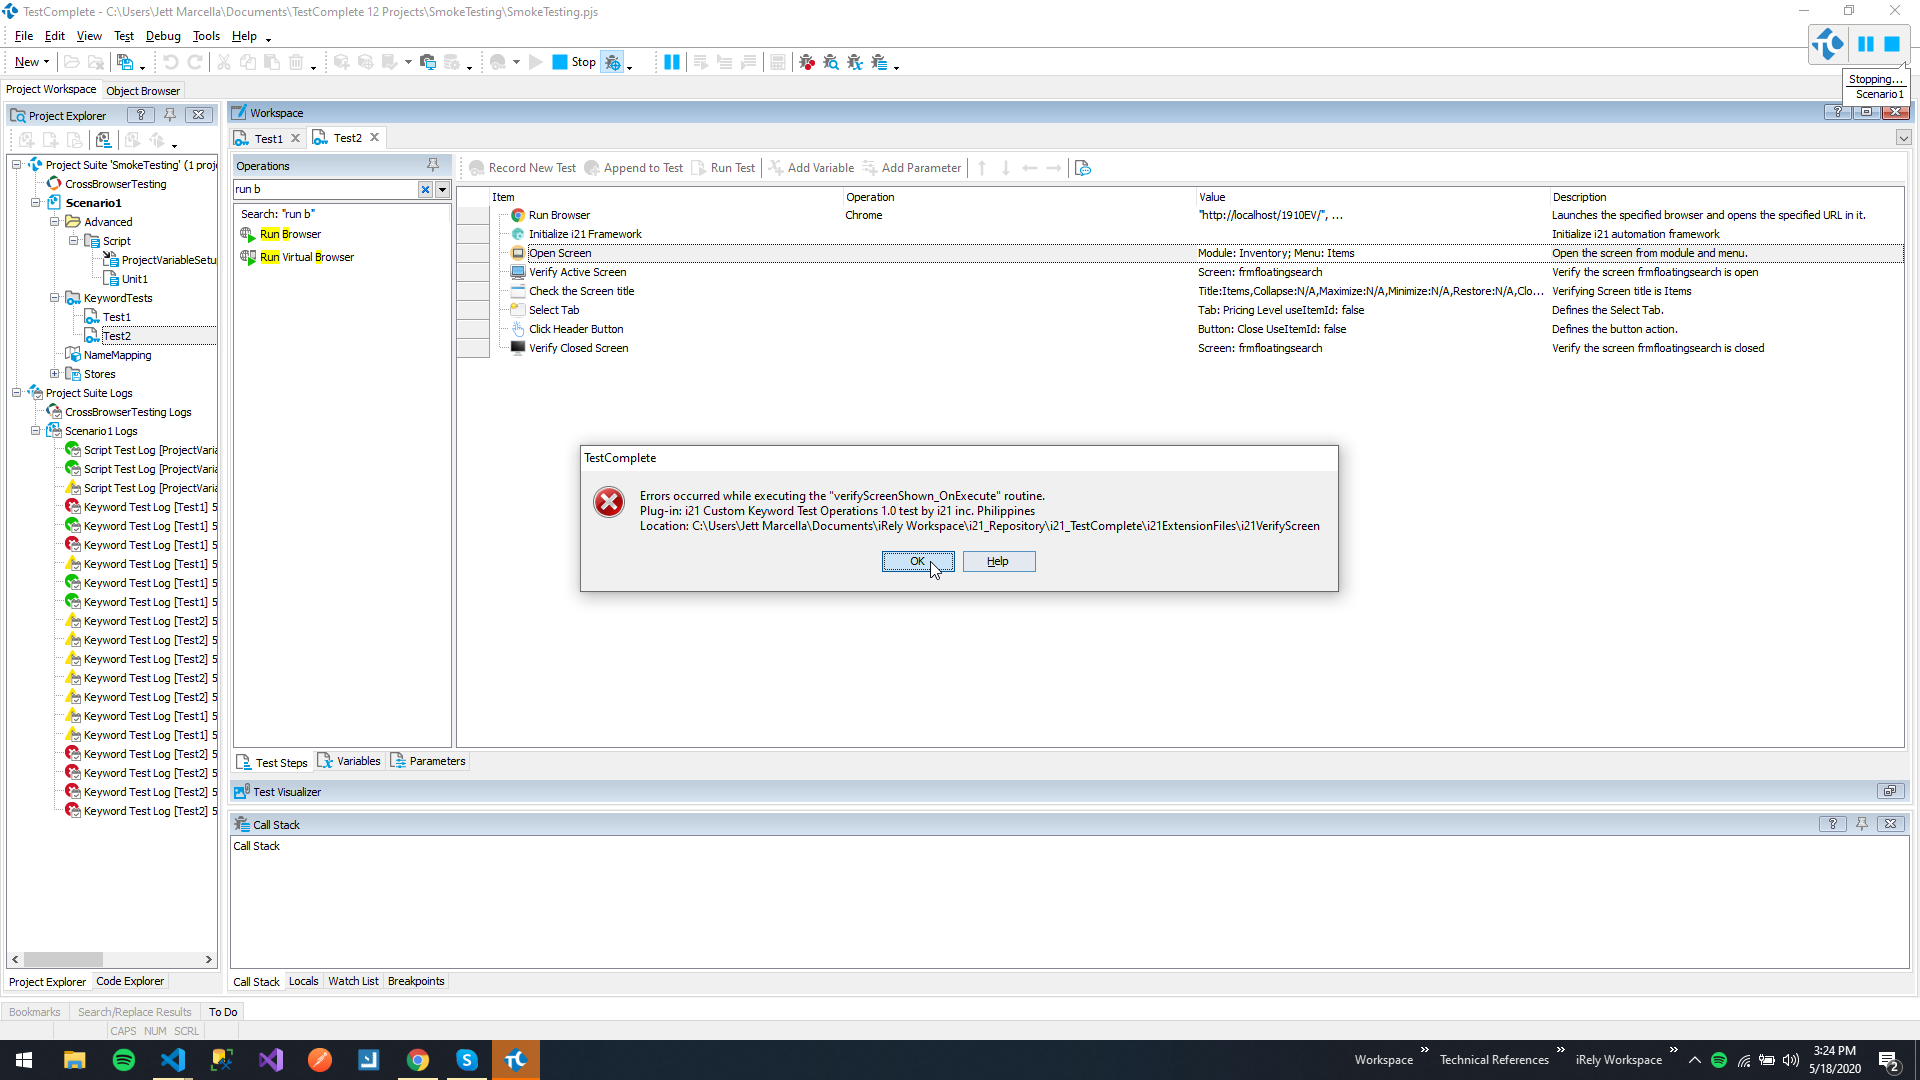 TestComplete - C:\Users\Jett Marcella\Documents\TestComplete 12 Projects\SmokeTesting\SmokeTesting.pjs
File Edit View Test Debug Tools Help
New Stop
Stopping...
Scenario1
Project Workspace Object Browser
Project Explorer
Workspace
Test1 Test2
Project Suite 'SmokeTesting' (1 proj
CrossBrowserTesting
Scenario1
Advanced
Script
ProjectVariableSetu
Unit1
KeywordTests
Test1
Test2
NameMapping
Stores
Project Suite Logs
CrossBrowserTesting Logs
Scenario1 Logs
Script Test Log [ProjectVaria
Script Test Log [ProjectVaria
Script Test Log [ProjectVaria
Keyword Test Log [Test1] 5
Keyword Test Log [Test1] 5
Keyword Test Log [Test1] 5
Keyword Test Log [Test1] 5
Keyword Test Log [Test1] 5
Keyword Test Log [Test1] 5
Keyword Test Log [Test2] 5
Keyword Test Log [Test2] 5
Keyword Test Log [Test2] 5
Keyword Test Log [Test2] 5
Keyword Test Log [Test2] 5
Keyword Test Log [Test1] 5
Keyword Test Log [Test1] 5
Keyword Test Log [Test2] 5
Keyword Test Log [Test2] 5
Keyword Test Log [Test2] 5
Keyword Test Log [Test2] 5
Project Explorer Code Explorer
Operations
run b
Search: "run b"
Run Browser
Run Virtual Browser
Record New Test Append to Test Run Test Add Variable Add Parameter
Item Operation Value Description
Run Browser Chrome "http://localhost/1910EV/", ... Launches the specified browser and opens the specified URL in it.
Initialize i21 Framework Initialize i21 automation framework
Open Screen Module: Inventory; Menu: Items Open the screen from module and menu.
Verify Active Screen Screen: frmfloatingsearch Verify the screen frmfloatingsearch is open
Check the Screen title Title:Items,Collapse:N/A,Maximize:N/A,Minimize:N/A,Restore:N/A,Clo... Verifying Screen title is Items
Select Tab Tab: Pricing Level useItemId: false Defines the Select Tab.
Click Header Button Button: Close UseItemId: false Defines the button action.
Verify Closed Screen Screen: frmfloatingsearch Verify the screen frmfloatingsearch is closed
TestComplete
Errors occurred while executing the "verifyScreenShown_OnExecute" routine.
Plug-in: i21 Custom Keyword Test Operations 1.0 test by i21 inc. Philippines
Location: C:\Users\Jett Marcella\Documents\iRely Workspace\i21_Repository\i21_TestComplete\i21ExtensionFiles\i21VerifyScreen
OK Help
Test Steps Variables Parameters
Test Visualizer
Call Stack
Call Stack
Call Stack Locals Watch List Breakpoints
Bookmarks Search/Replace Results To Do
CAPS NUM SCRL
Workspace Technical References iRely Workspace
3:24 PM
5/18/2020
2